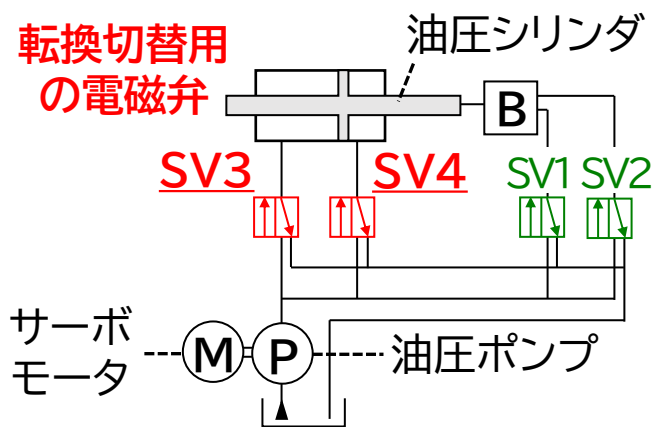 転換切替用
の電磁弁
油圧シリンダ
B
SV3
SV4
SV1
SV2
サーボ
モータ
M
P
油圧ポンプ